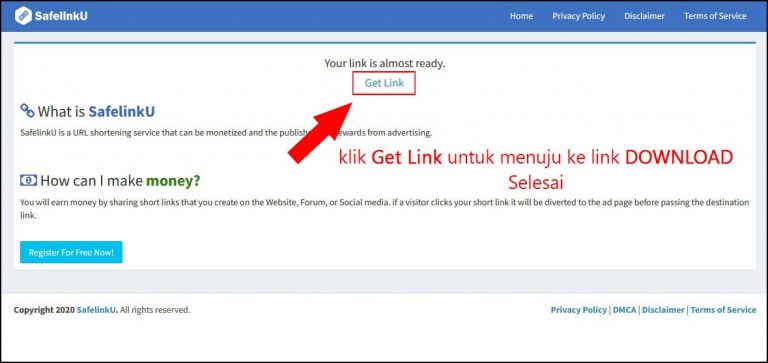 SafelinkU
Home Privacy Policy Disclaimer Terms of Service
Your link is almost ready.
Get Link
What is SafelinkU
SafelinkU is a URL shortening service that can be monetized and the publish ewards from advertising.
klik Get Link untuk menuju ke link DOWNLOAD
Selesai
How can I make money?
You will earn money by sharing short links that you create on the Website, Forum, or Social media. if a visitor clicks your short link it will be diverted to the ad page before passing the destination
link.
Register For Free Now!
Copyright 2020 SafelinkU. All rights reserved.
Privacy Policy | DMCA | Disclaimer | Terms of Service